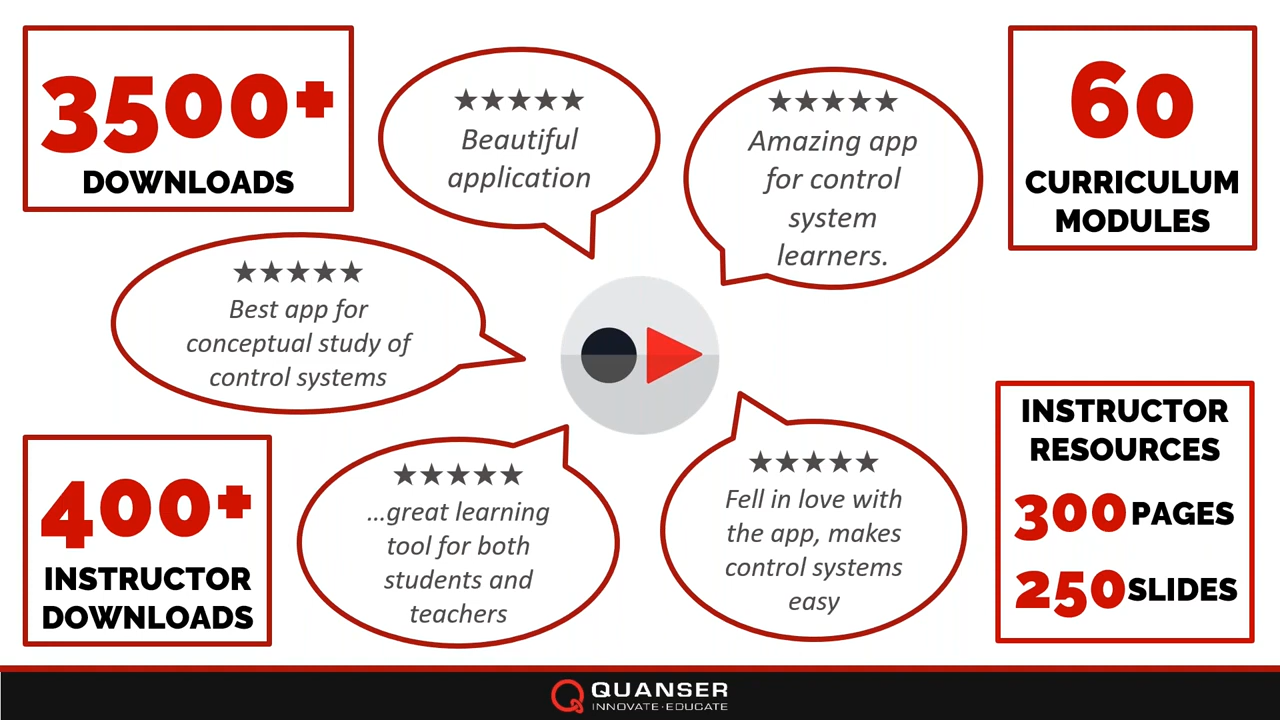 3500+
DOWNLOADS
★★★★★
Beautiful
application
★★★★★
Amazing app
for control
system
learners.
60
CURRICULUM
MODULES
★★★★★
Best app for
conceptual study of
control systems
400+
INSTRUCTOR
DOWNLOADS
★★★★★
...great learning
tool for both
students and
teachers
★★★★★
Fell in love with
the app, makes
control systems
easy
INSTRUCTOR
RESOURCES
300 PAGES
250 SLIDES
QUANSER
INNOVATE·EDUCATE